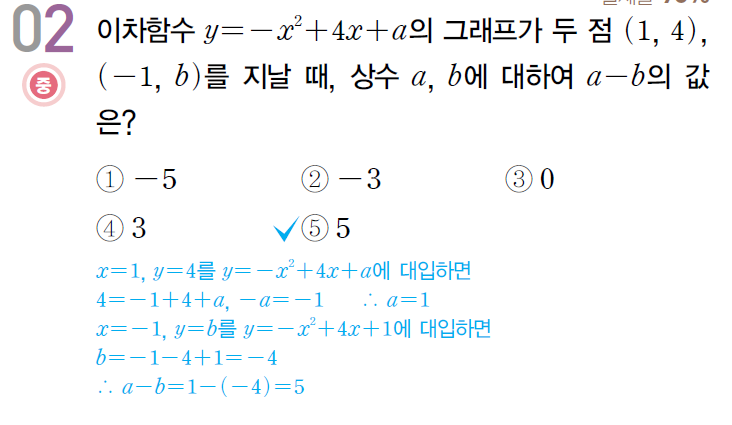 02 이차함수 y=-x²+4x+a의 그래프가 두 점 (1, 4),
중 (-1, b)를 지날 때, 상수 a, b에 대하여 a-b의 값
은?
① -5 ② -3 ③ 0
④ 3 ⑤ 5
x=1, y=4를 y=-x²+4x+a에 대입하면
4=-1+4+a, -a=-1 ∴ a=1
x=-1, y=b를 y=-x²+4x+1에 대입하면
b=-1-4+1=-4
∴ a-b=1-(-4)=5